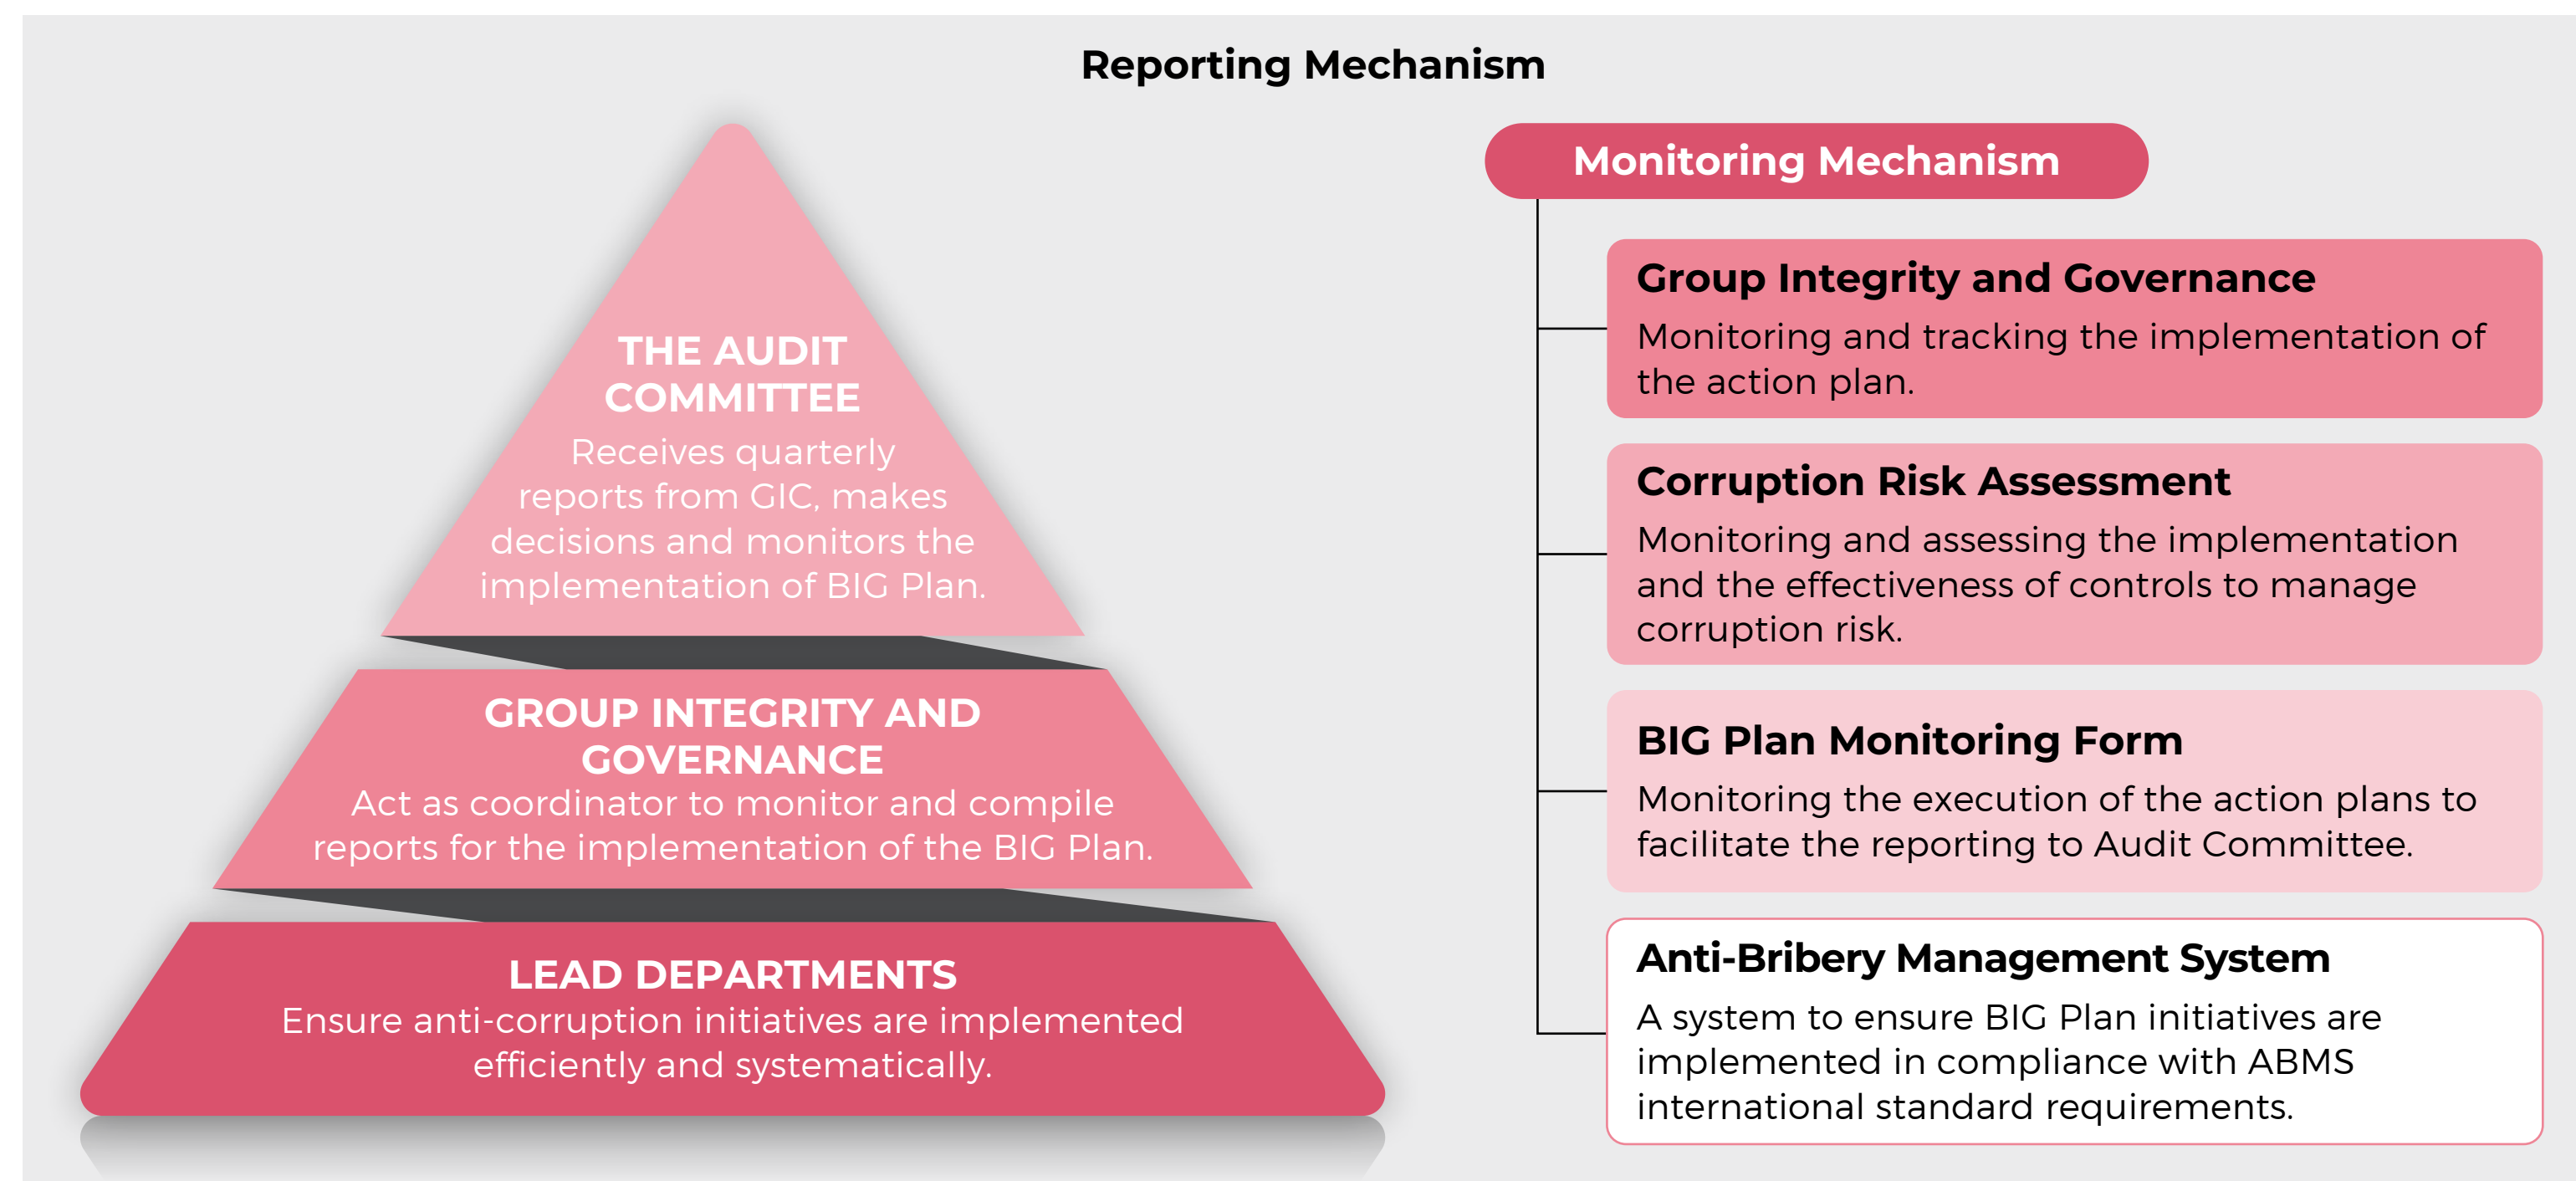 Reporting Mechanism
THE AUDIT
COMMITTEE
Receives quarterly
reports from GIC, makes
decisions and monitors the
implementation of BIG Plan.
GROUP INTEGRITY AND
GOVERNANCE
Act as coordinator to monitor and compile
reports for the implementation of the BIG Plan.
LEAD DEPARTMENTS
Ensure anti-corruption initiatives are implemented
efficiently and systematically.
Monitoring Mechanism
Group Integrity and Governance
Monitoring and tracking the implementation of
the action plan.
Corruption Risk Assessment
Monitoring and assessing the implementation
and the effectiveness of controls to manage
corruption risk.
BIG Plan Monitoring Form
Monitoring the execution of the action plans to
facilitate the reporting to Audit Committee.
Anti-Bribery Management System
A system to ensure BIG Plan initiatives are
implemented in compliance with ABMS
international standard requirements.